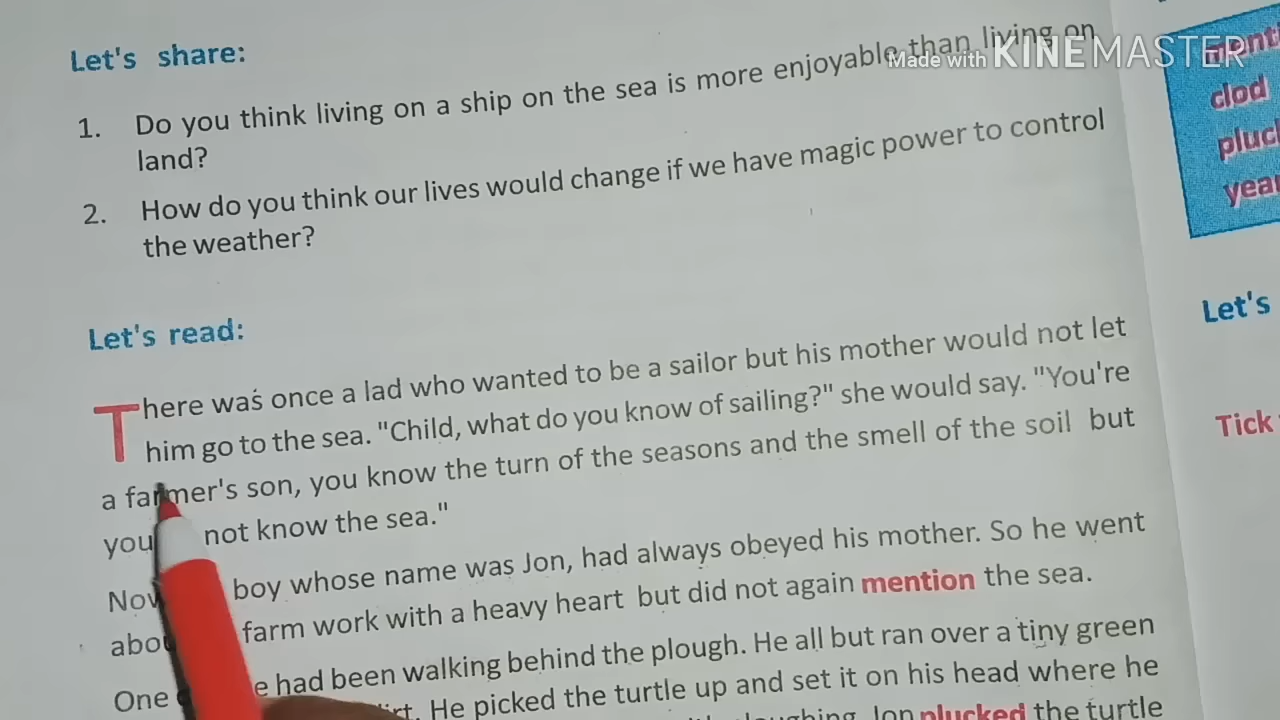 Let's share:
Made with KINEMASTER
1. Do you think living on a ship on the sea is more enjoyable than living on
land?
2. How do you think our lives would change if we have magic power to control
the weather?
clod
Let's read:
Let's
There was once a lad who wanted to be a sailor but his mother would not let
him go to the sea. "Child, what do you know of sailing?" she would say. "You're
a farmer's son, you know the turn of the seasons and the smell of the soil but
you not know the sea."
Tick
boy whose name was Jon, had always obeyed his mother. So he went
farm work with a heavy heart but did not again mention the sea.
One had been walking behind the plough. He all but ran over a tiny green
He picked the turtle up and set it on his head where he
Jon plucked the turtle